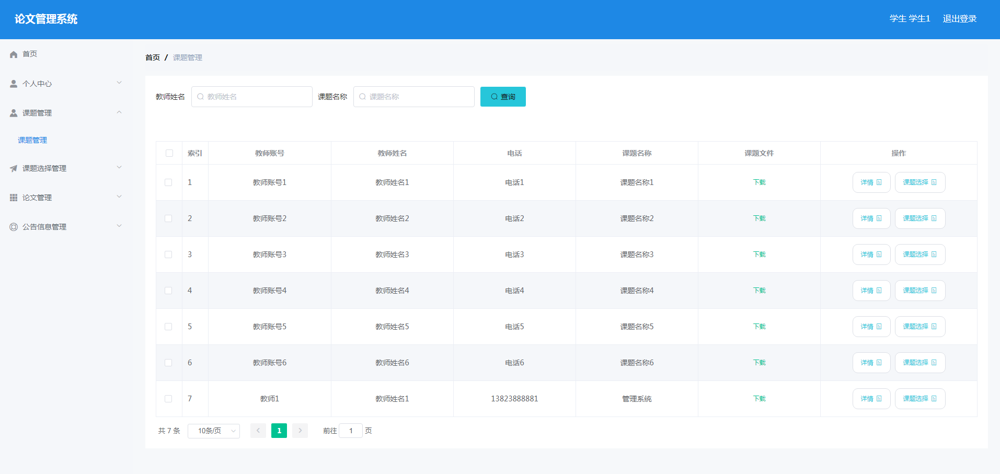 论文管理系统
学生 学生1 退出登录
首页
个人中心
课题管理
课题管理
课题选择管理
论文管理
公告信息管理
首页 / 课题管理
教师姓名 教师姓名 课题名称 课题名称 查询
索引 教师账号 教师姓名 电话 课题名称 课题文件 操作
1 教师账号1 教师姓名1 电话1 课题名称1 下载 详情 课题选择
2 教师账号2 教师姓名2 电话2 课题名称2 下载 详情 课题选择
3 教师账号3 教师姓名3 电话3 课题名称3 下载 详情 课题选择
4 教师账号4 教师姓名4 电话4 课题名称4 下载 详情 课题选择
5 教师账号5 教师姓名5 电话5 课题名称5 下载 详情 课题选择
6 教师账号6 教师姓名6 电话6 课题名称6 下载 详情 课题选择
7 教师1 教师姓名1 13823888881 管理系统 下载 详情 课题选择
共 7 条 10条/页 1 前往 1 页